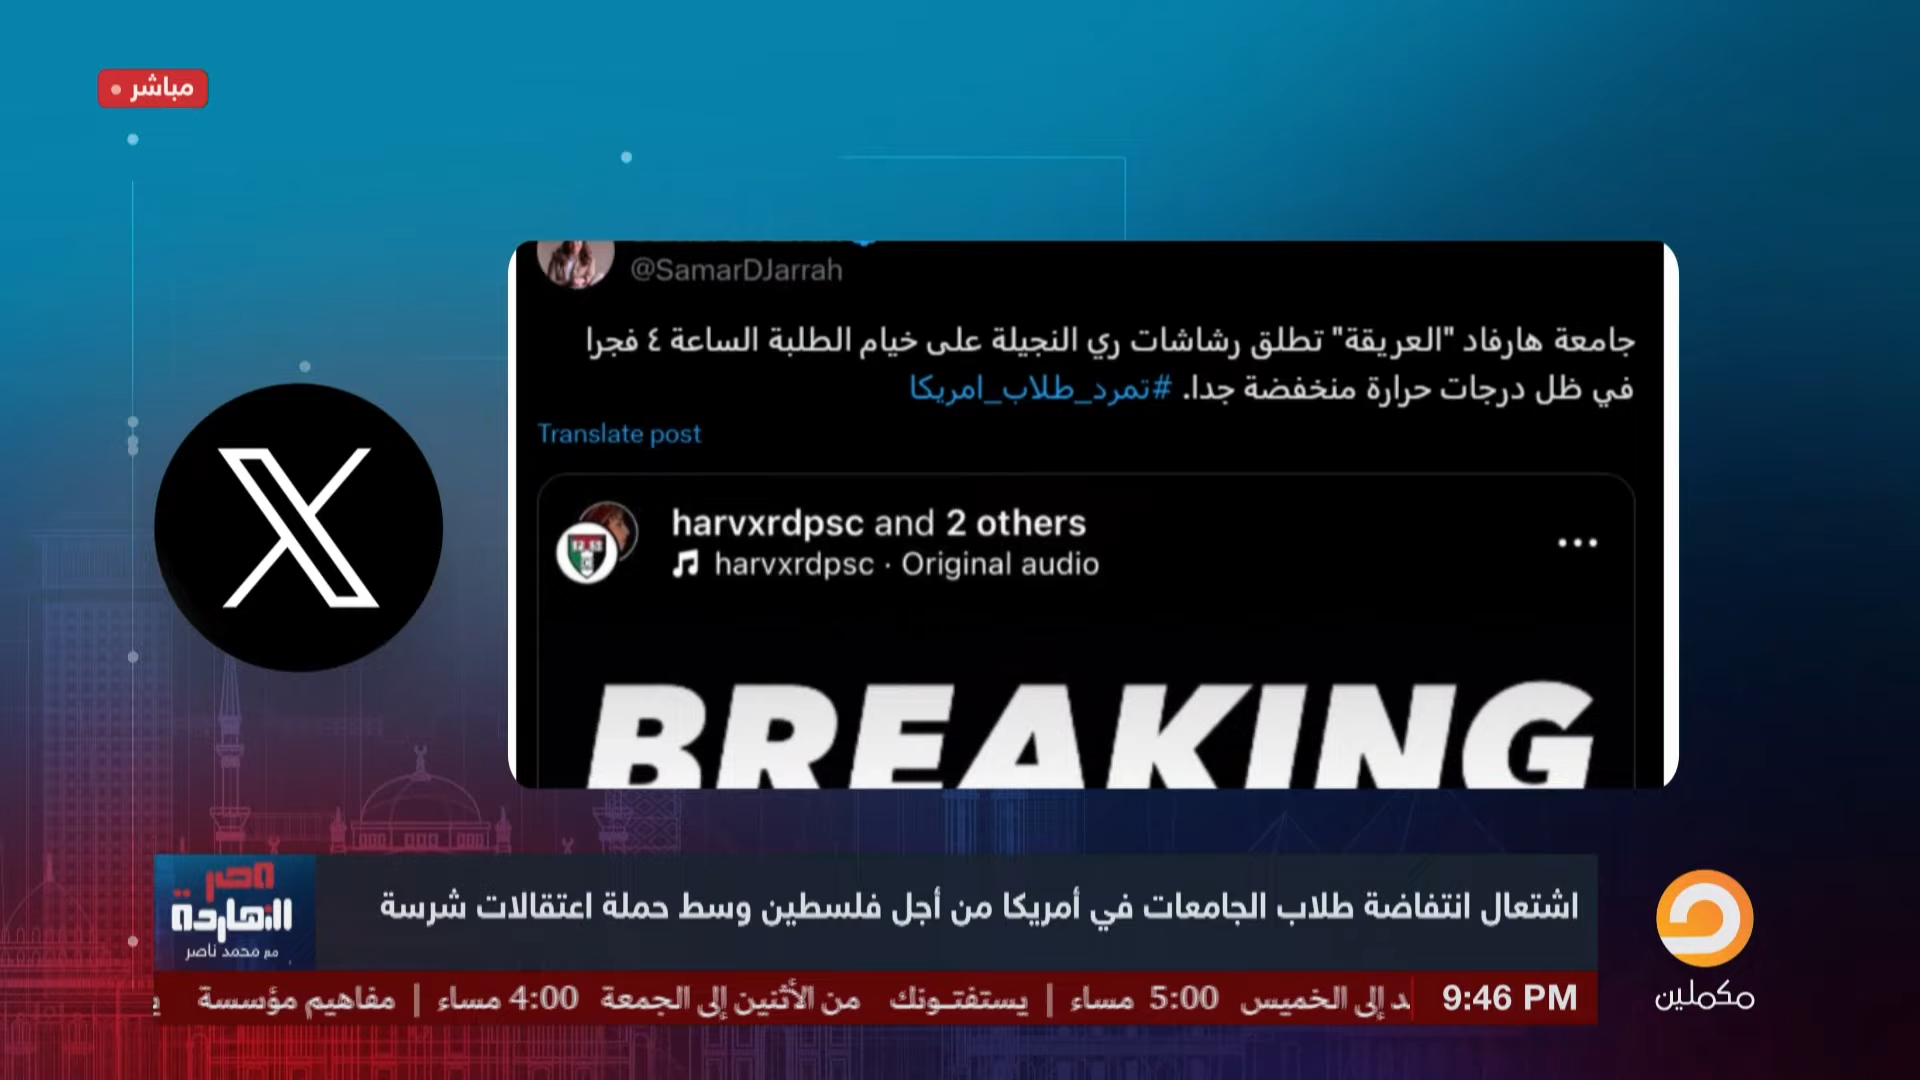 مباشر
@SamarDJarrah
جامعة هارفاد "العريقة" تطلق رشاشات ري النجيلة على خيام الطلبة الساعة ٤ فجرا
في ظل درجات حرارة منخفضة جدا. #تمرد_طلاب_امريكا
Translate post
harvxrdpsc and 2 others
harvxrdpsc · Original audio
BREAKING
مصر
النهاردة
مع محمد ناصر
اشتعال انتفاضة طلاب الجامعات في أمريكا من أجل فلسطين وسط حملة اعتقالات شرسة
إلى الخميس 5:00 مساء | يستفتونك من الأثنين إلى الجمعة 4:00 مساء | مفاهيم مؤسسة
9:46 PM
مكملين